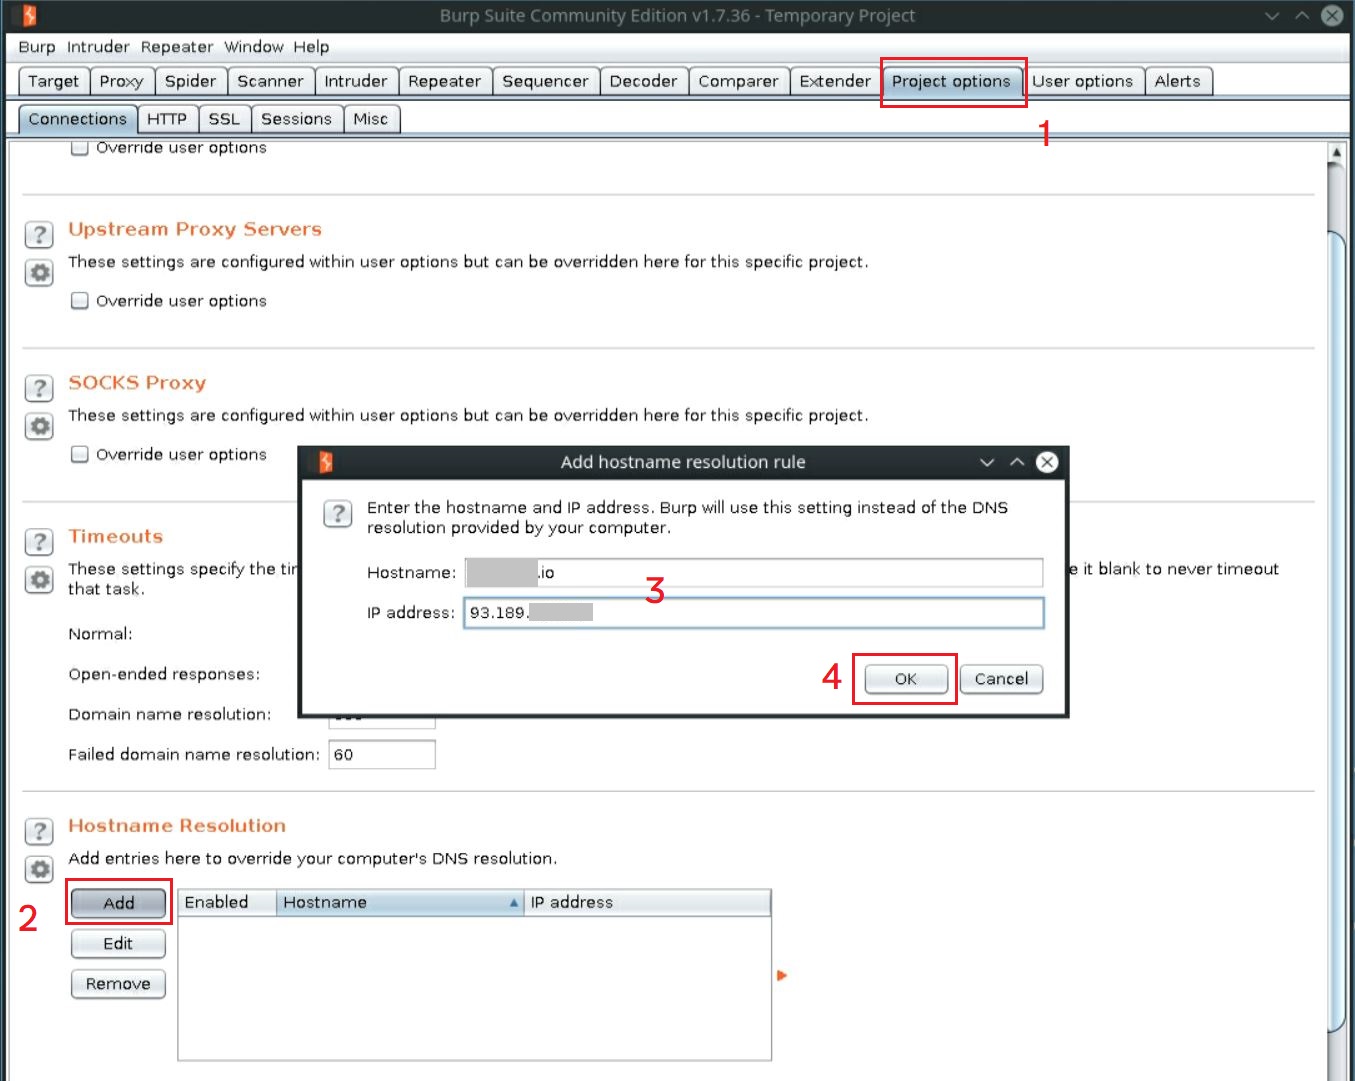 Burp Suite Community Edition v1.7.36 - Temporary Project
Burp Intruder Repeater Window Help
Target Proxy Spider Scanner Intruder Repeater Sequencer Decoder Comparer Extender Project options User options Alerts
Connections HTTP SSL Sessions Misc
1
Override user options
Upstream Proxy Servers
These settings are configured within user options but can be overridden here for this specific project.
Override user options
SOCKS Proxy
These settings are configured within user options but can be overridden here for this specific project.
Override user options
Add hostname resolution rule
Enter the hostname and IP address. Burp will use this setting instead of the DNS
resolution provided by your computer.
Hostname: .io
3
IP address: 93.189.
4
OK Cancel
Timeouts
These settings specify the e it blank to never timeout
that task.
Normal:
Open-ended responses:
Domain name resolution:
Failed domain name resolution: 60
Hostname Resolution
Add entries here to override your computer's DNS resolution.
2
Add Enabled Hostname IP address
Edit
Remove